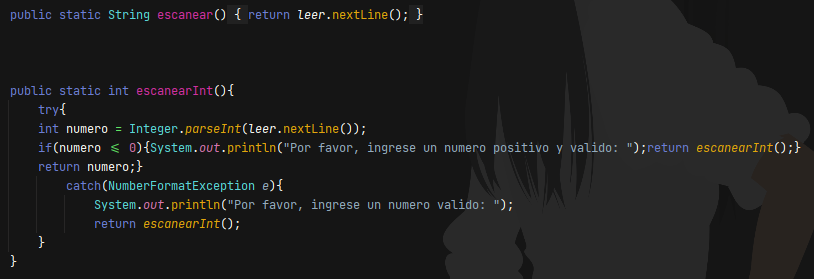 public static String escanear() { return leer.nextLine(); }
public static int escanearInt(){
try{
int numero = Integer.parseInt(leer.nextLine());
if(numero <= 0){System.out.println("Por favor, ingrese un numero positivo y valido: ");return escanearInt();}
return numero;}
catch(NumberFormatException e){
System.out.println("Por favor, ingrese un numero valido: ");
return escanearInt();
}
}